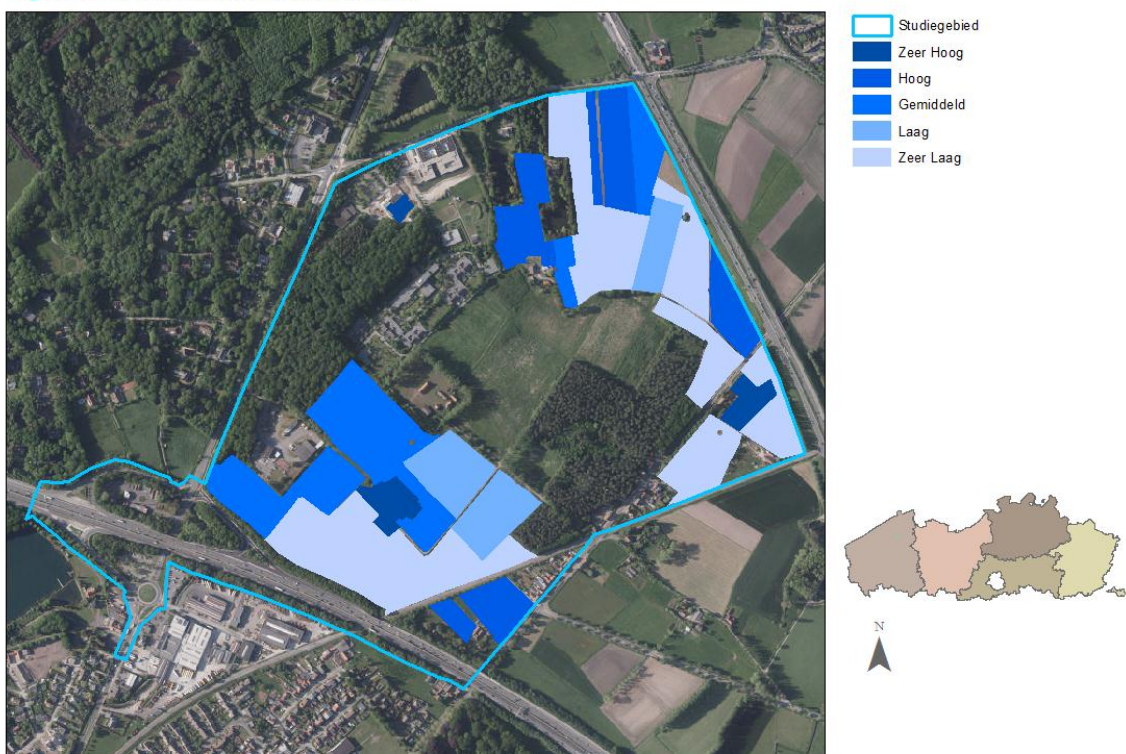 Studiegebied
Zeer Hoog
Hoog
Gemiddeld
Laag
Zeer Laag
N